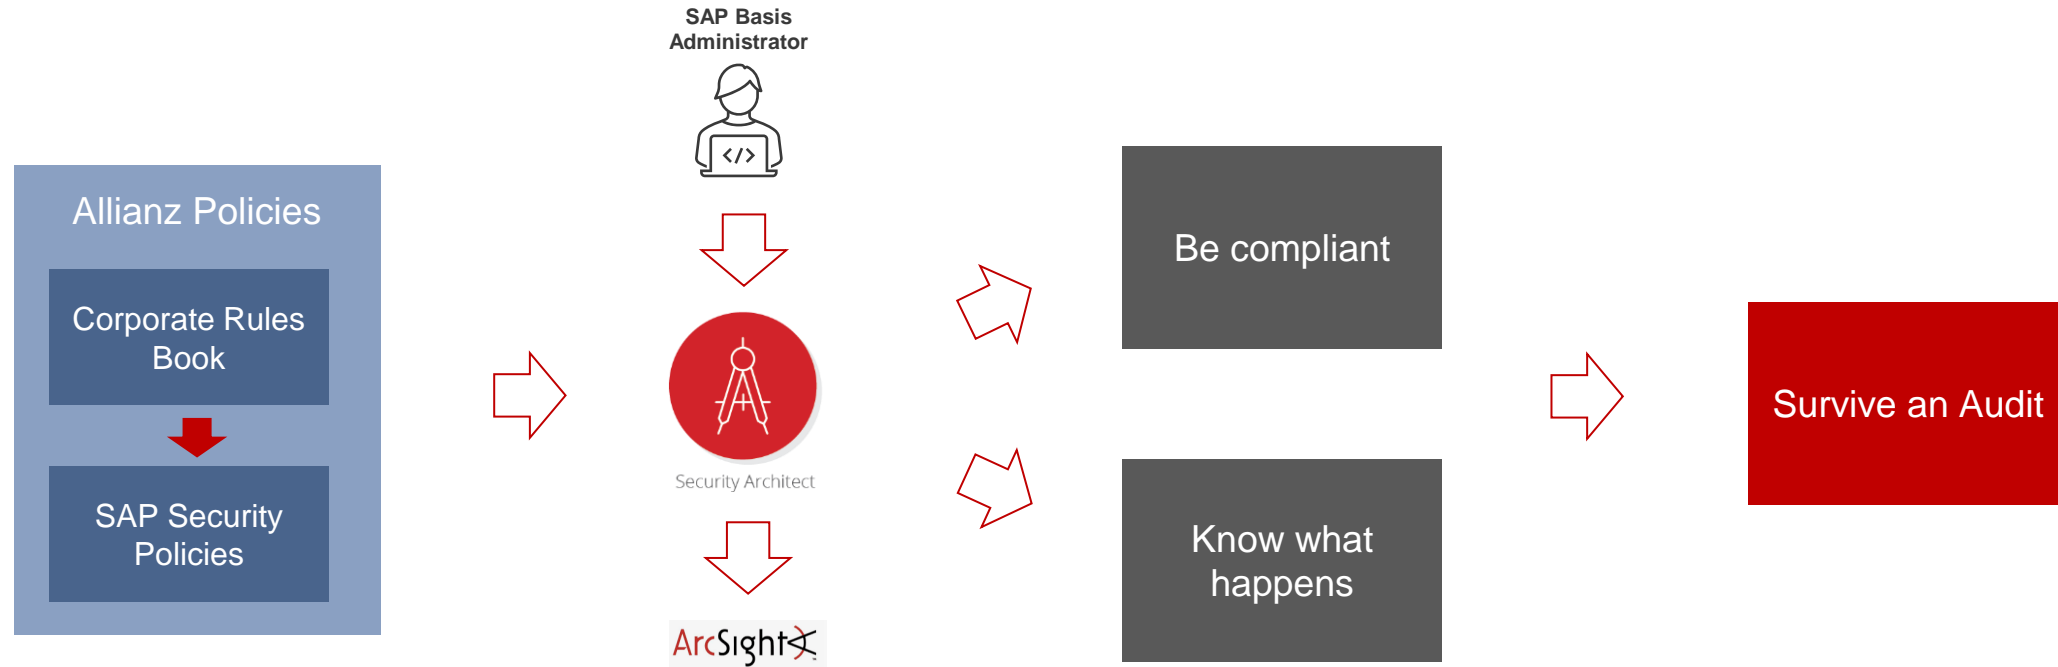 SAP Basis
Administrator
</>
Allianz Policies
Corporate Rules
Book
SAP Security
Policies
Security Architect
ArcSight
Be compliant
Know what
happens
Survive an Audit